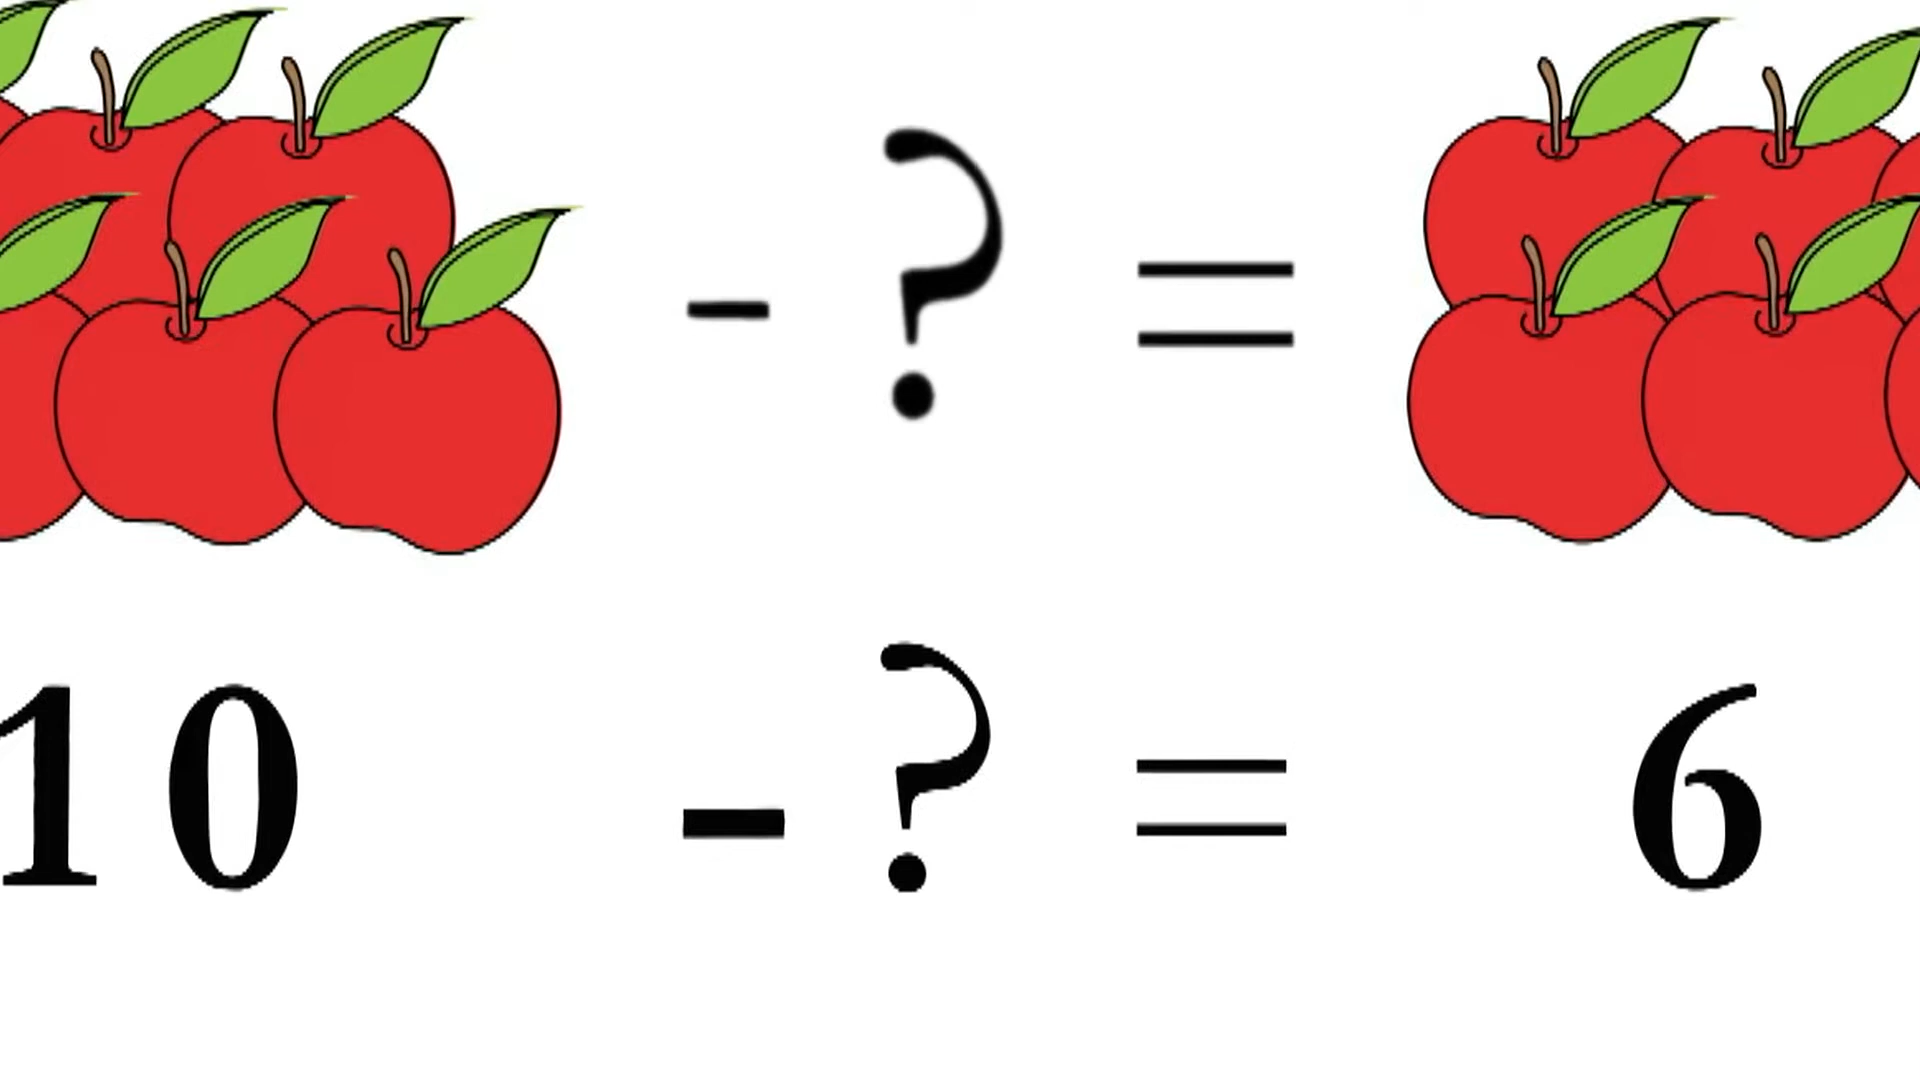 - ? =
10 - ? = 6